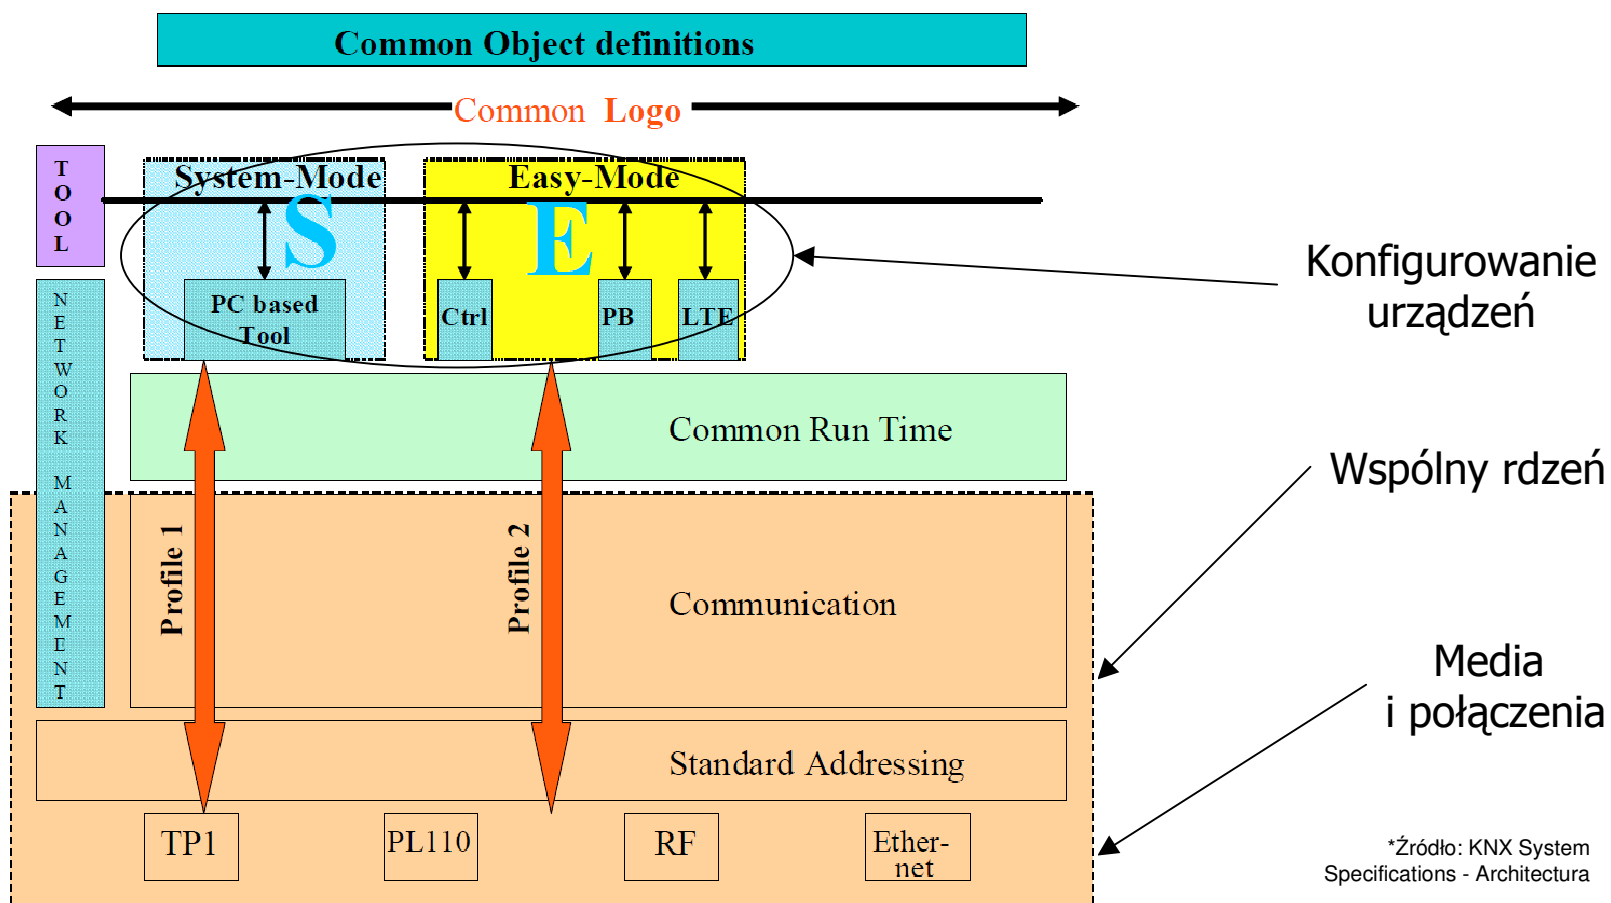 Common Object definitions
Common Logo
TOOL
System-Mode
S
Easy-Mode
E
PC based
Tool
Ctrl
PB
LTE
Konfigurowanie
urządzeń
NETWORK MANAGEMENT
Common Run Time
Wspólny rdzeń
Profile 1
Profile 2
Communication
Media
i połączenia
Standard Addressing
TP1
PL110
RF
Ether-
net
*Źródło: KNX System
Specifications - Architectura